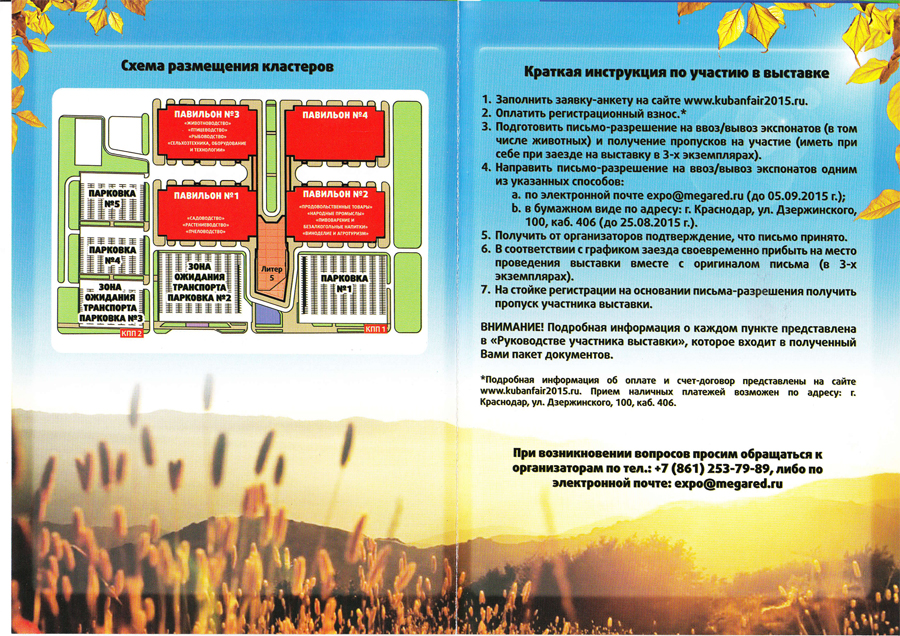 Схема размещения кластеров
ПАВИЛЬОН №3
«ЖИВОТНОВОДСТВО»
«ПТИЦЕВОДСТВО»
«РЫБОВОДСТВО»
«СЕЛЬХОЗТЕХНИКА, ОБОРУДОВАНИЕ
И ТЕХНОЛОГИИ»
ПАВИЛЬОН №4
ПАВИЛЬОН №1
«САДОВОДСТВО»
«РАСТЕНИЕВОДСТВО»
«ПЧЕЛОВОДСТВО»
ПАВИЛЬОН №2
«ПРОДОВОЛЬСТВЕННЫЕ ТОВАРЫ»
«НАРОДНЫЕ ПРОМЫСЛЫ»
«ПИВОВАРЕНИЕ И
БЕЗАЛКОГОЛЬНЫЕ НАПИТКИ»
«ВИНОДЕЛИЕ И АГРОТУРИЗМ»
ПАРКОВКА
№5
ПАРКОВКА
№4
ЗОНА
ОЖИДАНИЯ
ТРАНСПОРТА
ПАРКОВКА №3
ЗОНА
ОЖИДАНИЯ
ТРАНСПОРТА
ПАРКОВКА №2
Литер
5
ПАРКОВКА
№1
КПП 2
КПП 1
Краткая инструкция по участию в выставке
1. Заполнить заявку-анкету на сайте www.kubanfair2015.ru.
2. Оплатить регистрационный взнос.*
3. Подготовить письмо-разрешение на ввоз/вывоз экспонатов (в том
числе животных) и получение пропусков на участие (иметь при
себе при заезде на выставку в 3-х экземплярах).
4. Направить письмо-разрешение на ввоз/вывоз экспонатов одним
из указанных способов:
a. по электронной почте expo@megared.ru (до 05.09.2015 г.);
b. в бумажном виде по адресу: г. Краснодар, ул. Дзержинского,
100, каб. 406 (до 25.08.2015 г.).
5. Получить от организаторов подтверждение, что письмо принято.
6. В соответствии с графиком заезда своевременно прибыть на место
проведения выставки вместе с оригиналом письма (в 3-х
экземплярах).
7. На стойке регистрации на основании письма-разрешения получить
пропуск участника выставки.
ВНИМАНИЕ! Подробная информация о каждом пункте представлена
в «Руководстве участника выставки», которое входит в полученный
Вами пакет документов.
*Подробная информация об оплате и счет-договор представлены на сайте
www.kubanfair2015.ru. Прием наличных платежей возможен по адресу: г.
Краснодар, ул. Дзержинского, 100, каб. 406.
При возникновении вопросов просим обращаться к
организаторам по тел.: +7 (861) 253-79-89, либо по
электронной почте: expo@megared.ru